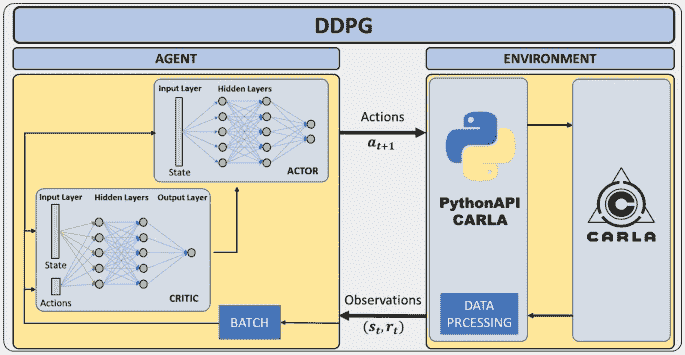 DDPG
AGENT
ENVIRONMENT
Input Layer
Hidden Layers
State
ACTOR
Input Layer
Hidden Layers
Output Layer
State
Actions
CRITIC
BATCH
Actions
a_{t+1}
Observations
(s_t, r_t)
PythonAPI
CARLA
DATA
PRCESSING
CARLA